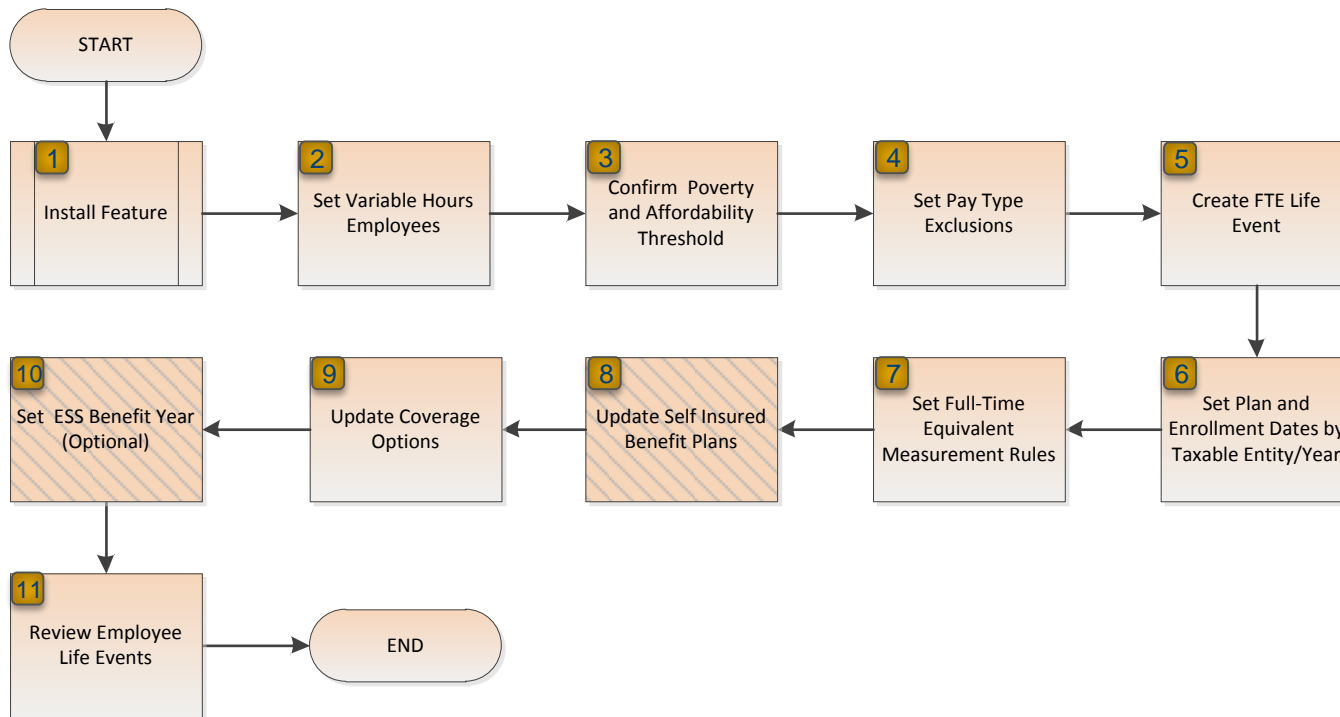 START
1
Install Feature
2
Set Variable Hours
Employees
3
Confirm Poverty
and Affordability
Threshold
4
Set Pay Type
Exclusions
5
Create FTE Life
Event
10
Set ESS Benefit Year
(Optional)
9
Update Coverage
Options
8
Update Self Insured
Benefit Plans
7
Set Full-Time
Equivalent
Measurement Rules
6
Set Plan and
Enrollment Dates by
Taxable Entity/Year
11
Review Employee
Life Events
END